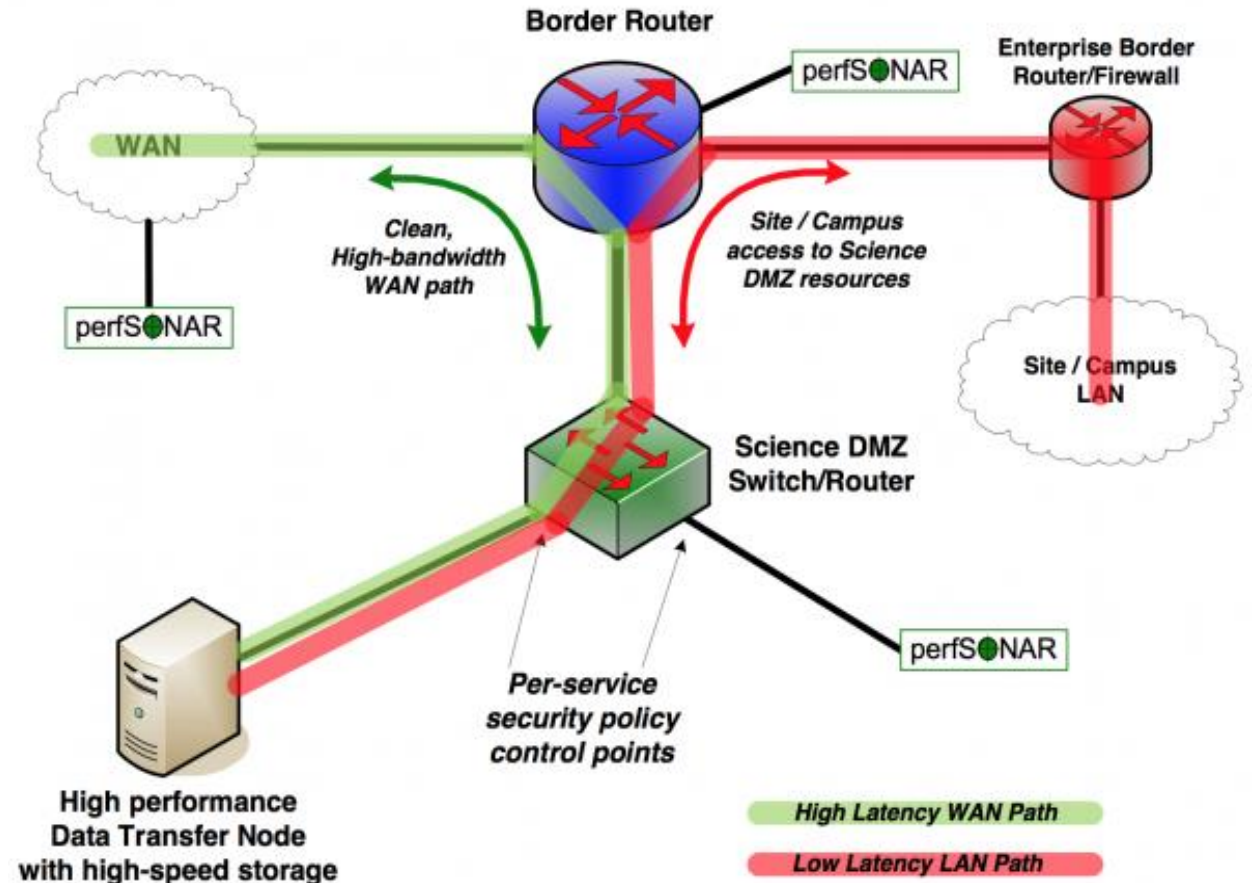 Border Router
perfSONAR
Enterprise Border
Router/Firewall
WAN
Clean,
High-bandwidth
WAN path
Site / Campus
access to Science
DMZ resources
perfSONAR
Site / Campus
LAN
Science DMZ
Switch/Router
perfSONAR
Per-service
security policy
control points
High performance
Data Transfer Node
with high-speed storage
High Latency WAN Path
Low Latency LAN Path